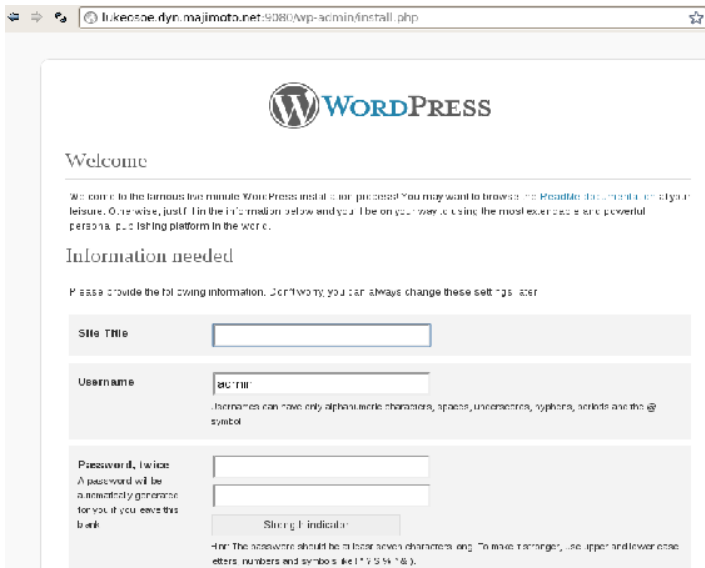 lukeosoe.dyn.majimoto.net:9080/wp-admin/install.php
WORDPRESS
Welcome
Welcome to the famous five minute WordPress installation process! You may want to browse the ReadMe documentation at your
leisure. Otherwise, just fill in the information below and you'll be on your way to using the most extendable and powerful
personal publishing platform in the world.
Information needed
Please provide the following information. Don't worry, you can always change these settings later.
Site Title
Username
admin
Usernames can have only alphanumeric characters, spaces, underscores, hyphens, periods and the @
symbol
Password, twice
A password will be
automatically generated
for you if you leave this
blank
Strength indicator
Hint: The password should be at least seven characters long. To make it stronger, use upper and lower case
letters, numbers and symbols like ! " ? $ % ^ & ).